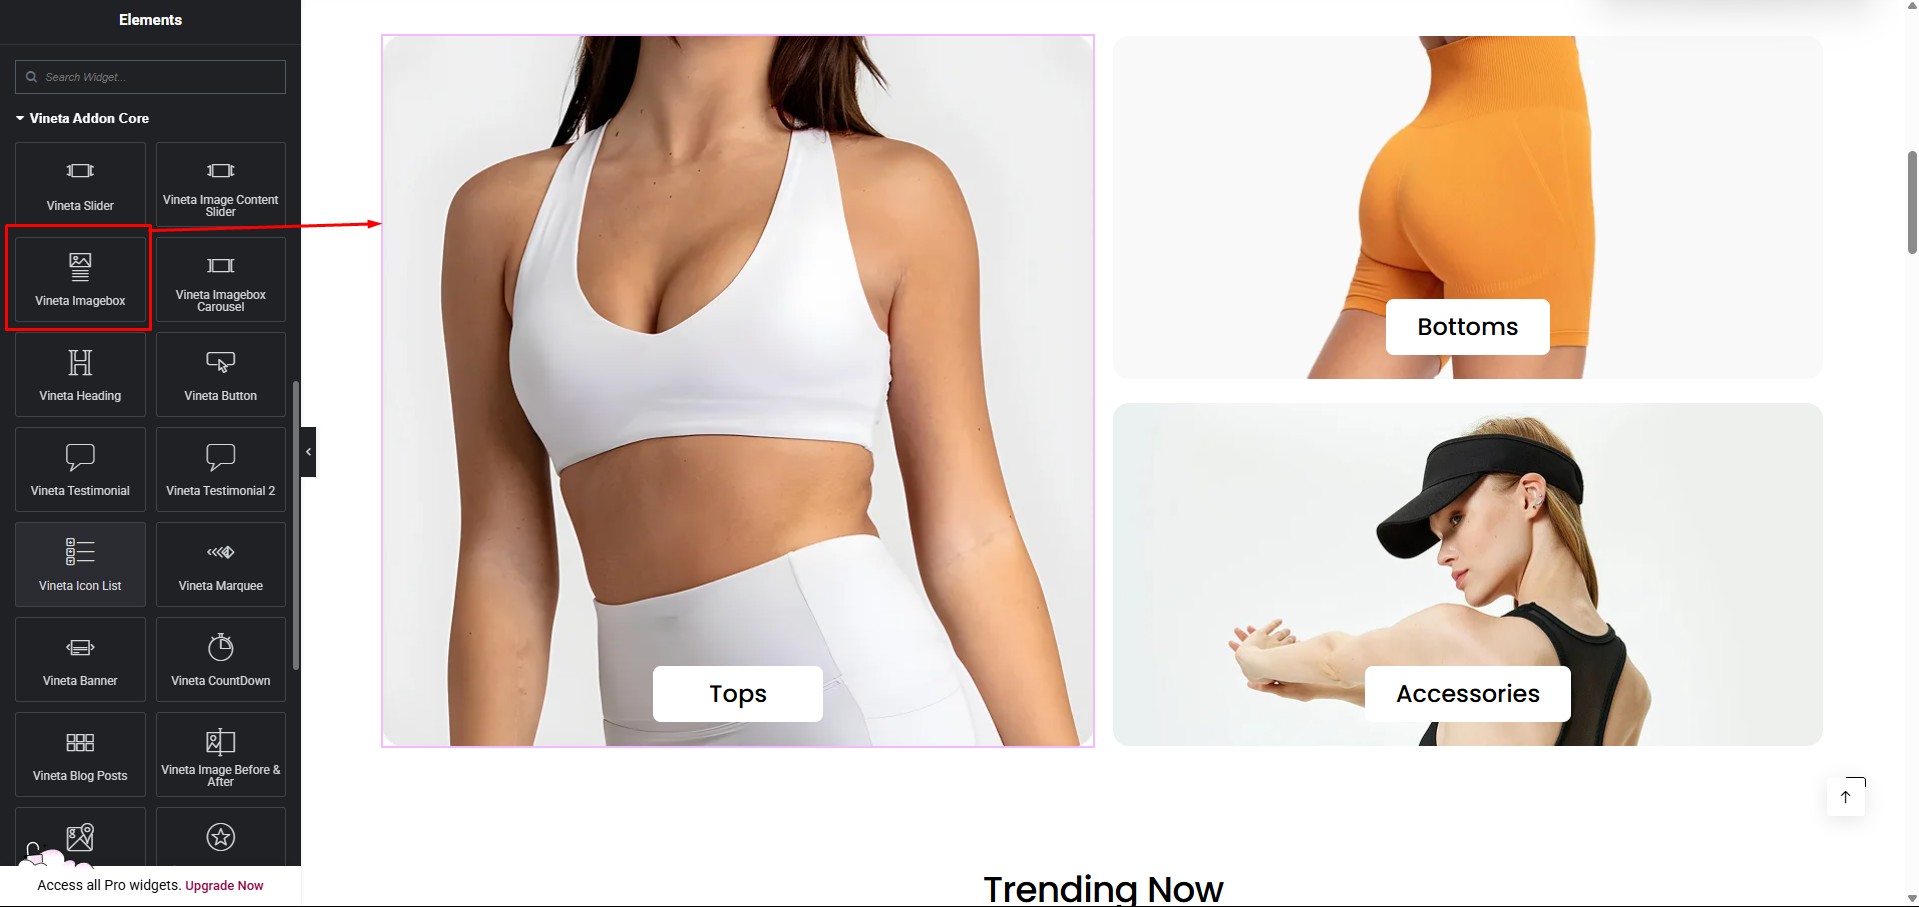 Elements
Search Widget...
Vineta Addon Core
Vineta Slider
Vineta Image Content
Slider
Vineta Imagebox
Vineta Imagebox
Carousel
Vineta Heading
Vineta Button
Vineta Testimonial
Vineta Testimonial 2
Vineta Icon List
Vineta Marquee
Vineta Banner
Vineta CountDown
Vineta Blog Posts
Vineta Image Before &
After
Access all Pro widgets. Upgrade Now
Tops
Bottoms
Accessories
Trending Now